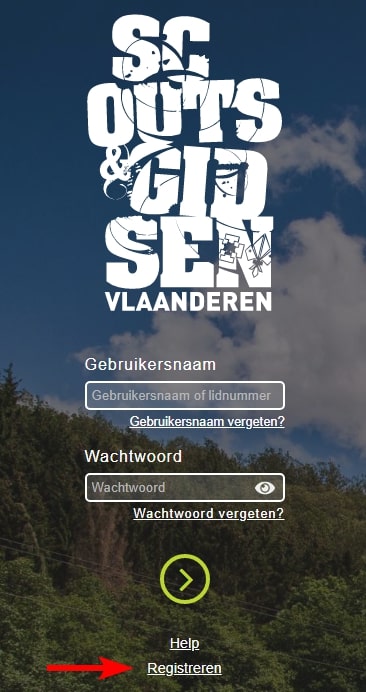 SC
OUTS
& GID
SEN
VLAANDEREN
Gebruikersnaam
Gebruikersnaam of lidnummer
Gebruikersnaam vergeten?
Wachtwoord
Wachtwoord
Wachtwoord vergeten?
Help
Registreren